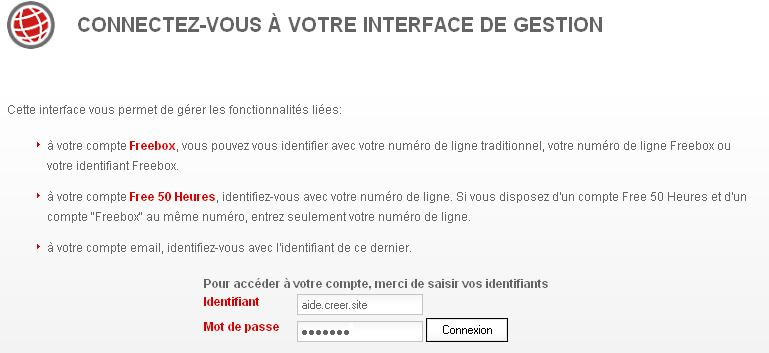 CONNECTEZ-VOUS À VOTRE INTERFACE DE GESTION
Cette interface vous permet de gérer les fonctionnalités liées:
à votre compte Freebox, vous pouvez vous identifier avec votre numéro de ligne traditionnel, votre numéro de ligne Freebox ou
votre identifiant Freebox.
à votre compte Free 50 Heures, identifiez-vous avec votre numéro de ligne. Si vous disposez d'un compte Free 50 Heures et d'un
compte "Freebox" au même numéro, entrez seulement votre numéro de ligne.
à votre compte email, identifiez-vous avec l'identifiant de ce dernier.
Pour accéder à votre compte, merci de saisir vos identifiants
Identifiant aide.creer.site
Mot de passe ••••••• Connexion